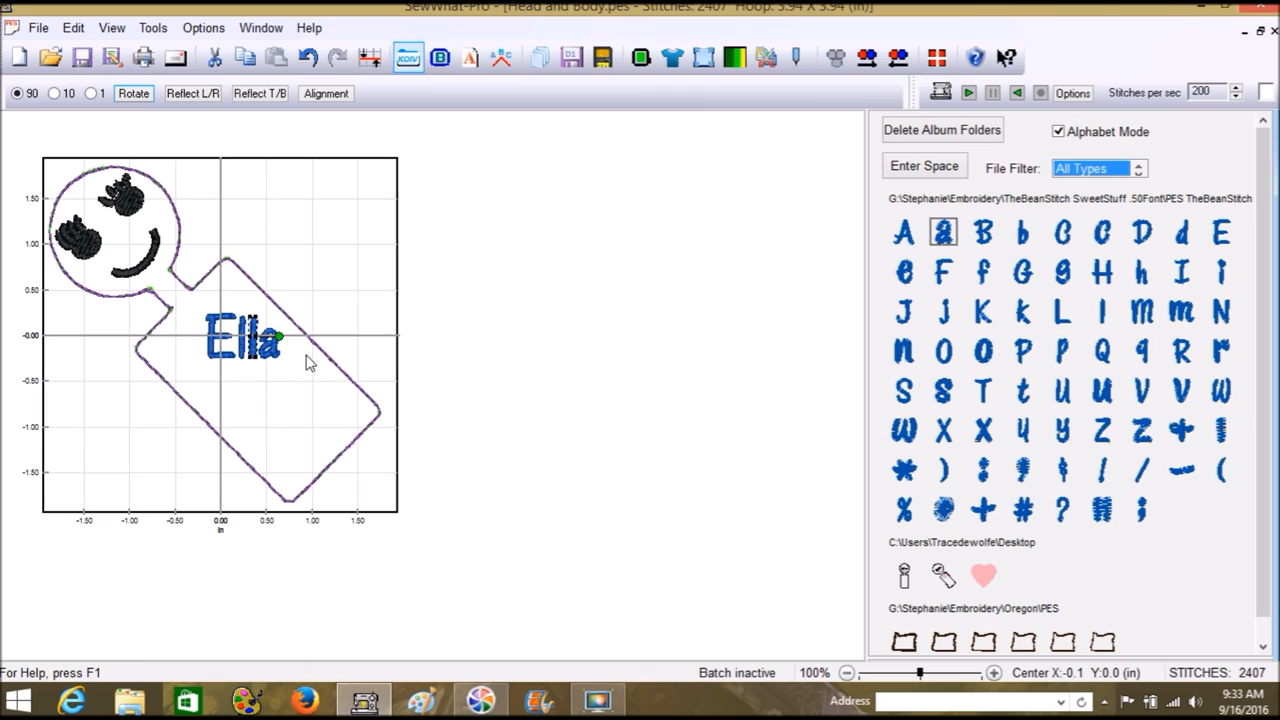 SewWhat-Pro - [Head and Body.pes - Stitches: 2407 Hoop: 3.94 x 3.94 (in)]
File Edit View Tools Options Window Help
90 10 1 Rotate Reflect L/R Reflect T/B Alignment
Options Stitches per sec 200
Delete Album Folders Alphabet Mode
Enter Space File Filter: All Types
G:\Stephanie\Embroidery\TheBeanStitch SweetStuff .50Font\PES TheBeanStitch
A a B b C c D d E
e F f G g H h I i
J j K k L l M m N
n O o P p Q q R r
S s T t U u V v W
w X x Y y Z z
* ) : ! / - (
% + # ? ;
C:\Users\Tracedewolfe\Desktop
G:\Stephanie\Embroidery\Oregon\PES
1.50
1.00
0.50
-0.00
-0.50
-1.00
-1.50
Ella
-1.50 -1.00 -0.50 0.00 0.50 1.00 1.50
in
For Help, press F1 Batch inactive 100% Center X:-0.1 Y:0.0 (in) STITCHES: 2407
Address 9:33 AM
9/16/2016